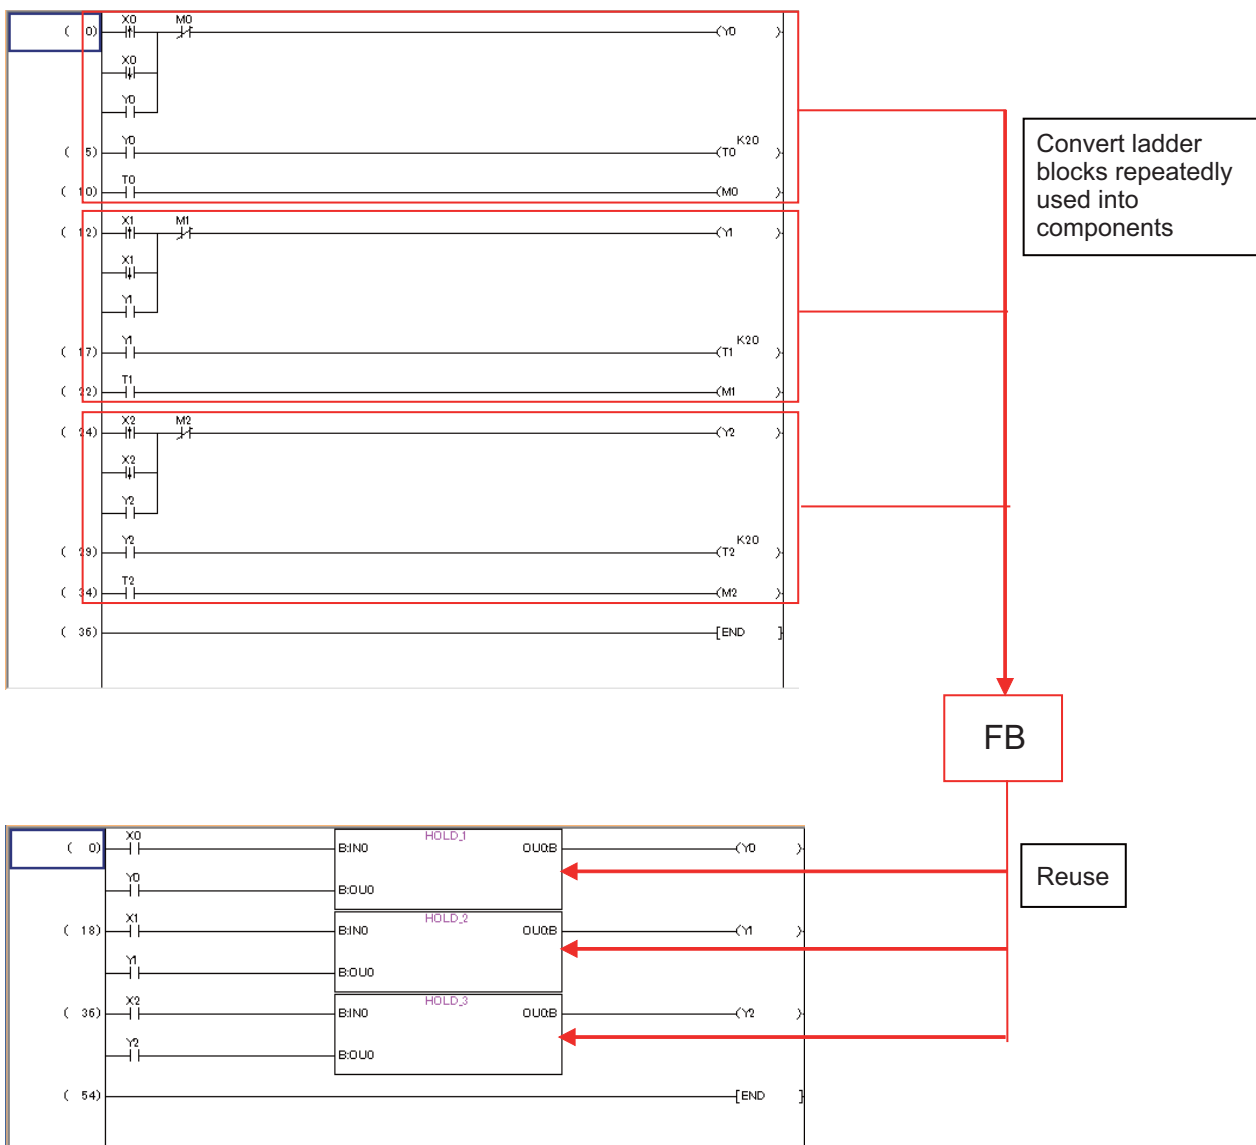 X0 M0
( 0) (Y0 )
X0
Y0
Y0 K20
( 5) (T0 )
T0
( 10) (M0 )
X1 M1
( 12) (Y1 )
X1
Y1
Y1 K20
( 17) (T1 )
T1
( 22) (M1 )
X2 M2
( 24) (Y2 )
X2
Y2
Y2 K20
( 29) (T2 )
T2
( 34) (M2 )
( 36) [END ]
Convert ladder
blocks repeatedly
used into
components
FB
Reuse
X0 HOLD_1
( 0) B:IN0 OU0:B (Y0 )
Y0
B:OU0
X1 HOLD_2
( 18) B:IN0 OU0:B (Y1 )
Y1
B:OU0
X2 HOLD_3
( 36) B:IN0 OU0:B (Y2 )
Y2
B:OU0
( 54) [END ]